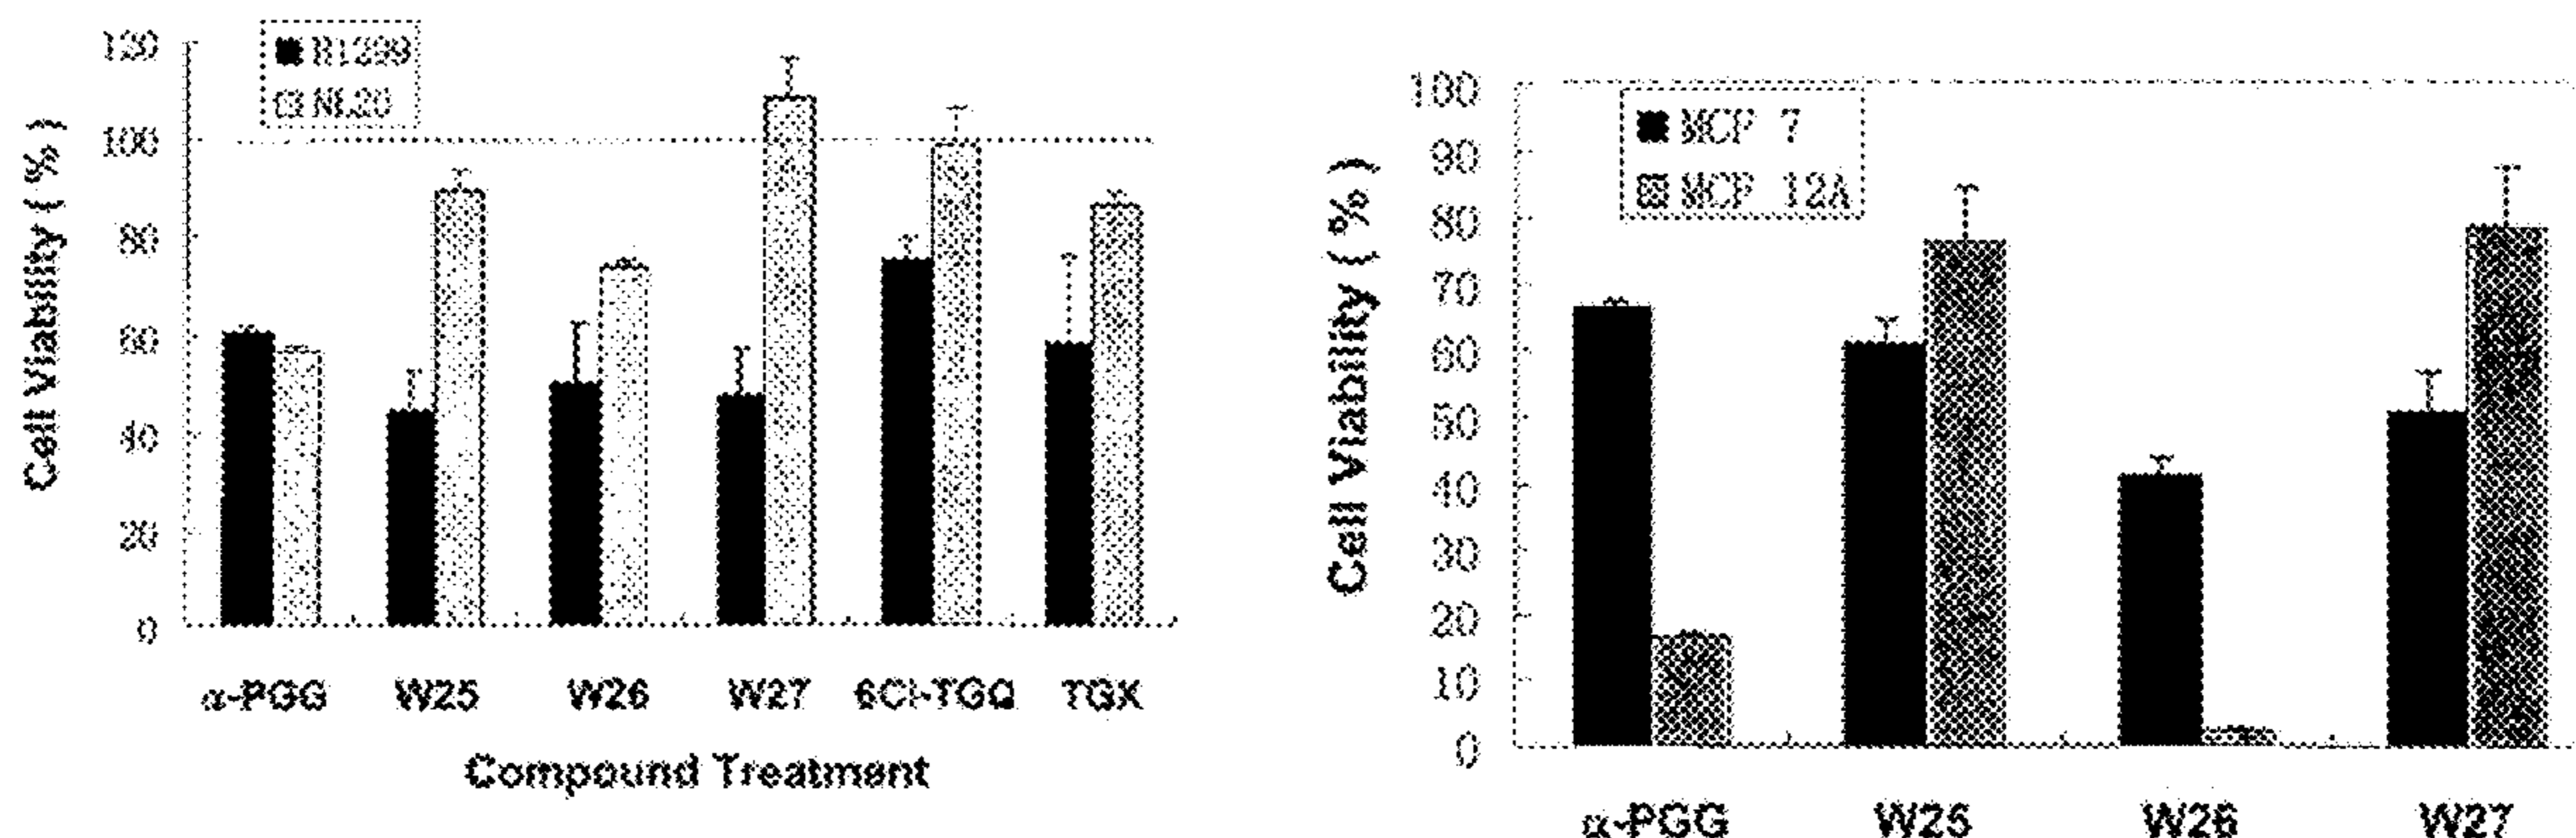 120
100
80
60
40
20
0
H1299
NL20
Cell Viability ( % )
α-PGG W25 W26 W27 6Cl-TGQ TGX
Compound Treatment
100
90
80
70
60
50
40
30
20
10
0
MCF 7
MCF 12A
Cell Viability ( % )
α-PGG W25 W26 W27